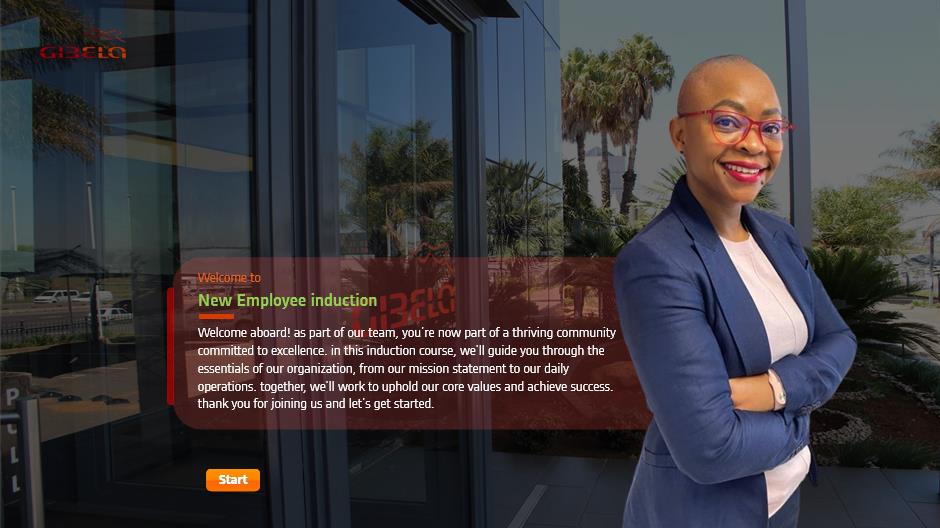 GIBELA
Welcome to
New Employee induction
GIBELA
Welcome aboard! as part of our team, you're now part of a thriving community
committed to excellence. in this induction course, we'll guide you through the
essentials of our organization, from our mission statement to our daily
operations. together, we'll work to uphold our core values and achieve success.
thank you for joining us and let's get started.
PULL
Start